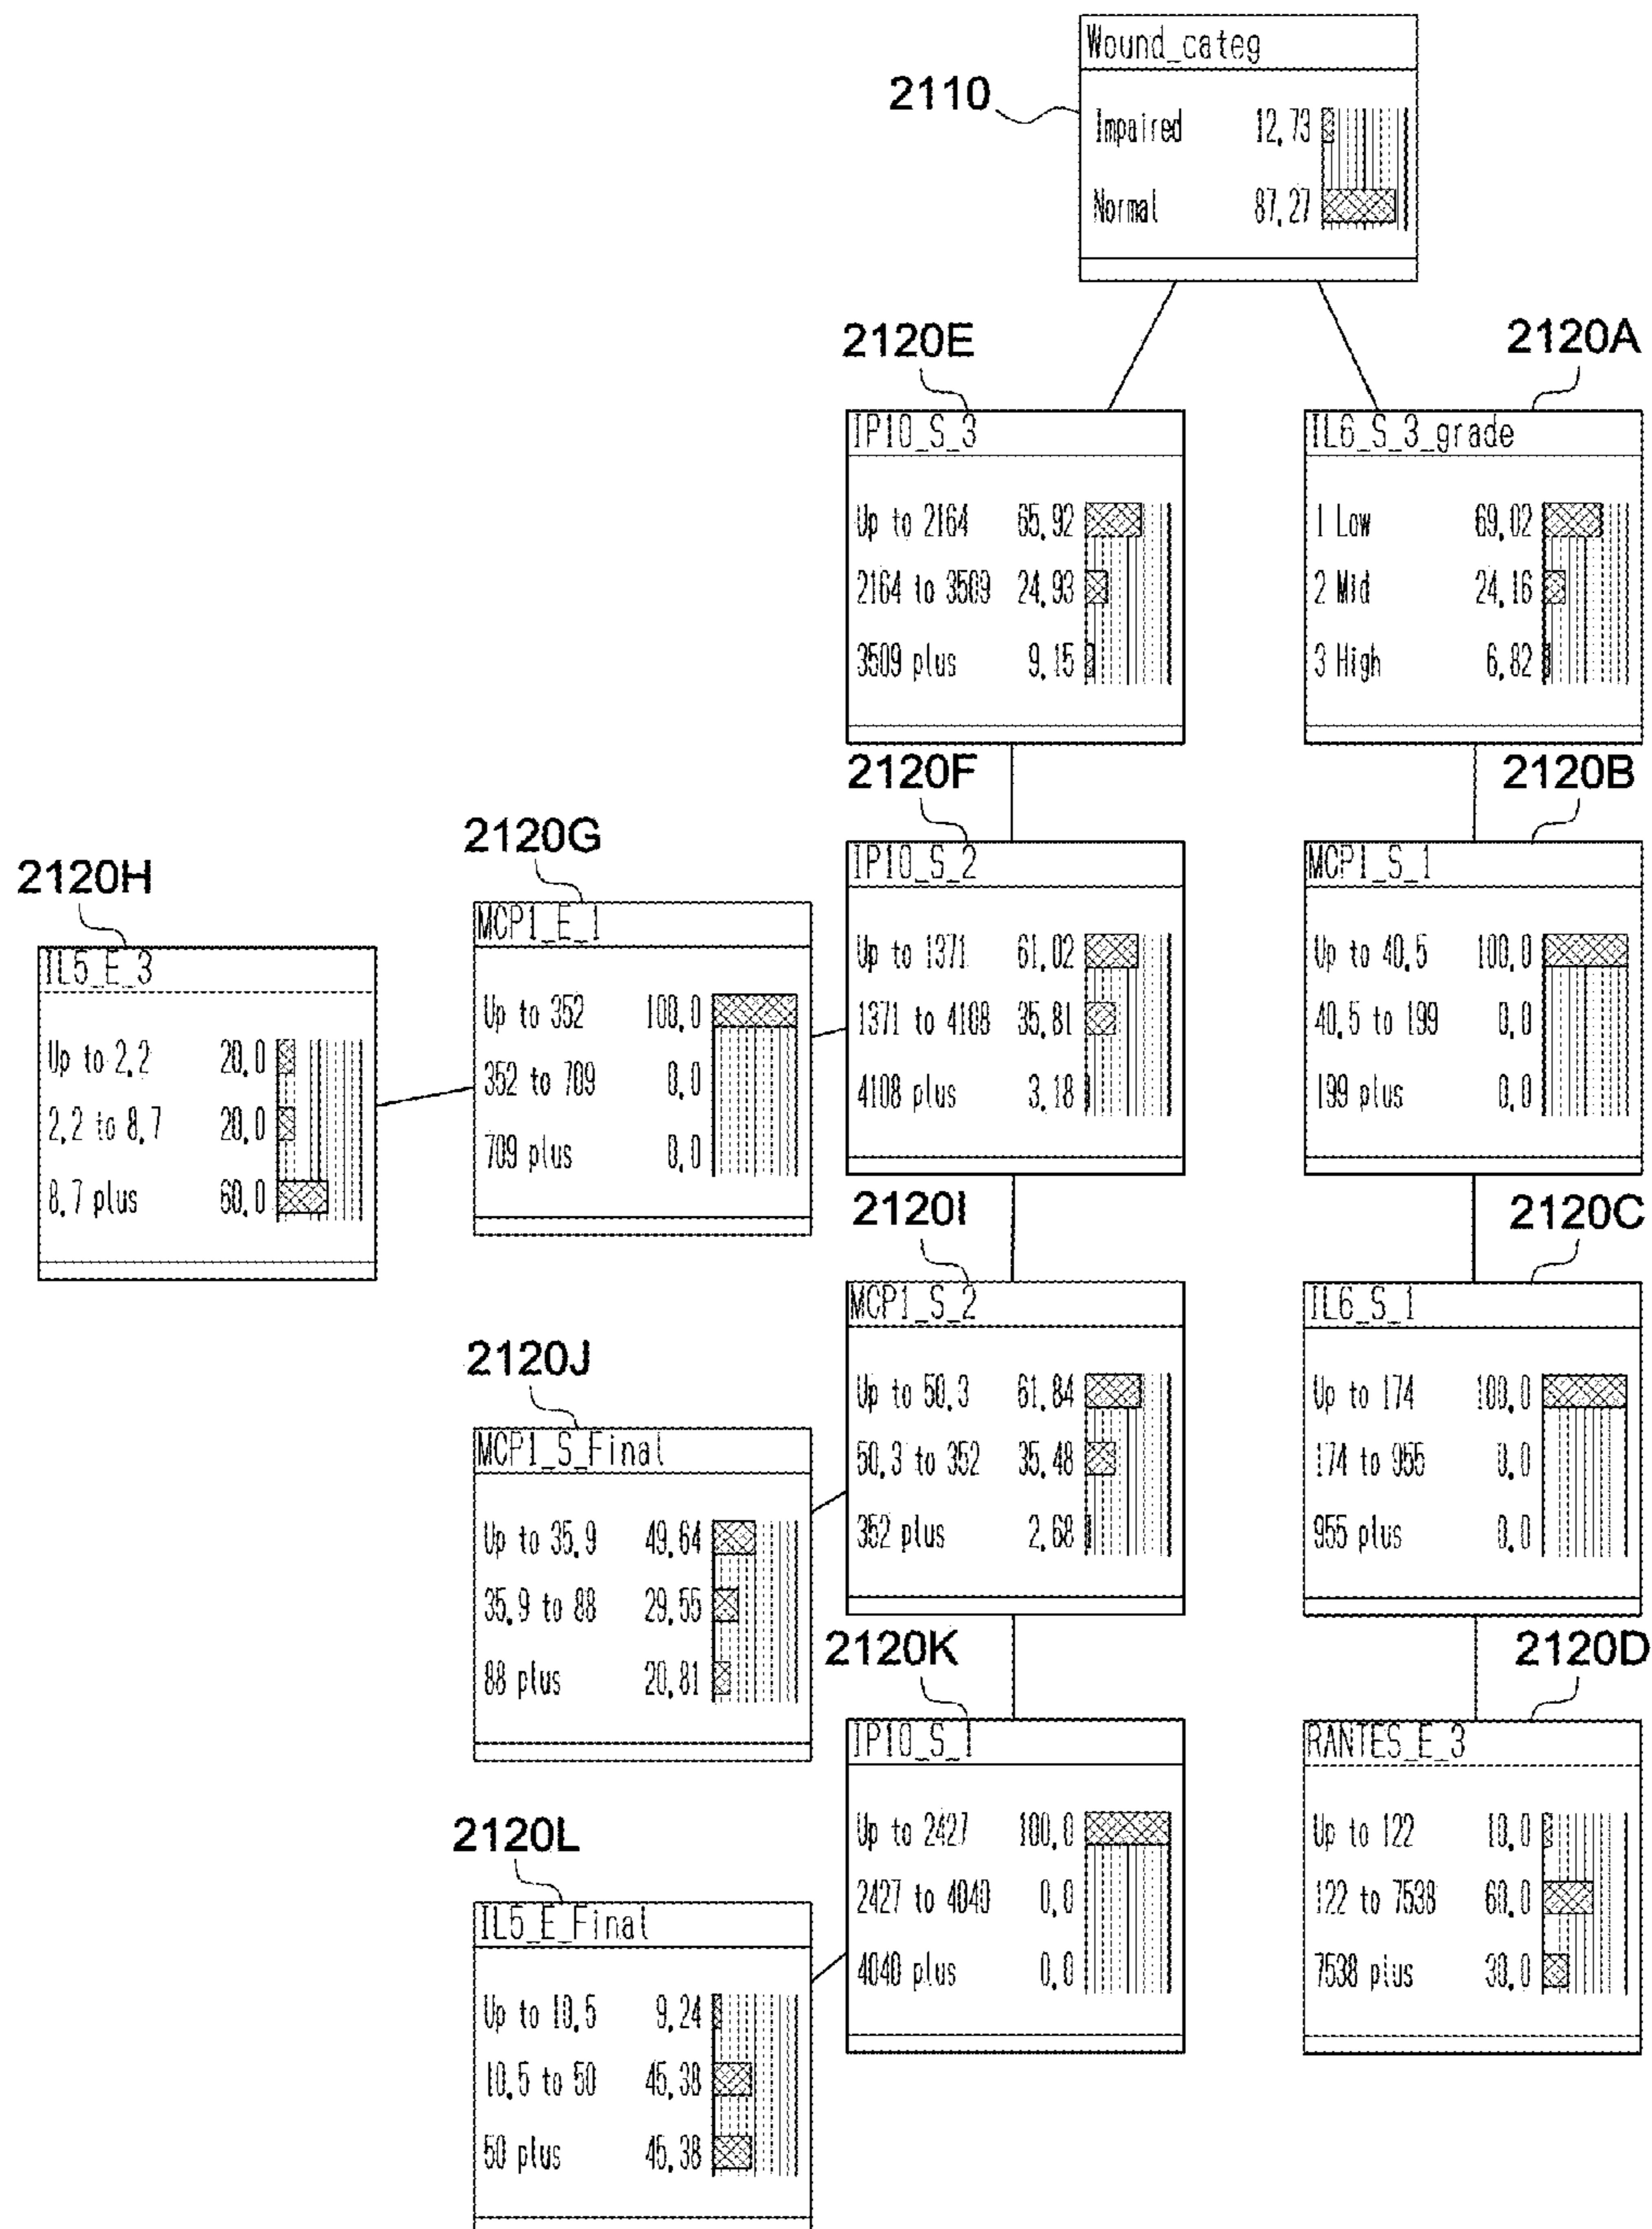 2110
Wound_categ
Impaired 12.73
Normal 87.27
2120E
IP10_S_3
Up to 2164 65.92
2164 to 3509 24.93
3509 plus 9.15
2120A
IL6_S_3_grade
1 Low 69.02
2 Mid 24.16
3 High 6.82
2120H
IL5_E_3
Up to 2.2 20.0
2.2 to 8.7 20.0
8.7 plus 60.0
2120G
MCP1_E_1
Up to 352 100.0
352 to 709 0.0
709 plus 0.0
2120F
IP10_S_2
Up to 1371 61.02
1371 to 4108 35.81
4108 plus 3.18
2120B
MCP1_S_1
Up to 40.5 100.0
40.5 to 199 0.0
199 plus 0.0
2120J
MCP1_S_Final
Up to 35.9 49.64
35.9 to 88 29.55
88 plus 20.81
2120I
MCP1_S_2
Up to 50.3 61.84
50.3 to 352 35.48
352 plus 2.68
2120C
IL6_S_1
Up to 174 100.0
174 to 955 0.0
955 plus 0.0
2120L
IL5_E_Final
Up to 10.5 9.24
10.5 to 50 45.38
50 plus 45.38
2120K
IP10_S_1
Up to 2427 100.0
2427 to 4040 0.0
4040 plus 0.0
2120D
RANTES_E_3
Up to 122 10.0
122 to 7538 60.0
7538 plus 30.0